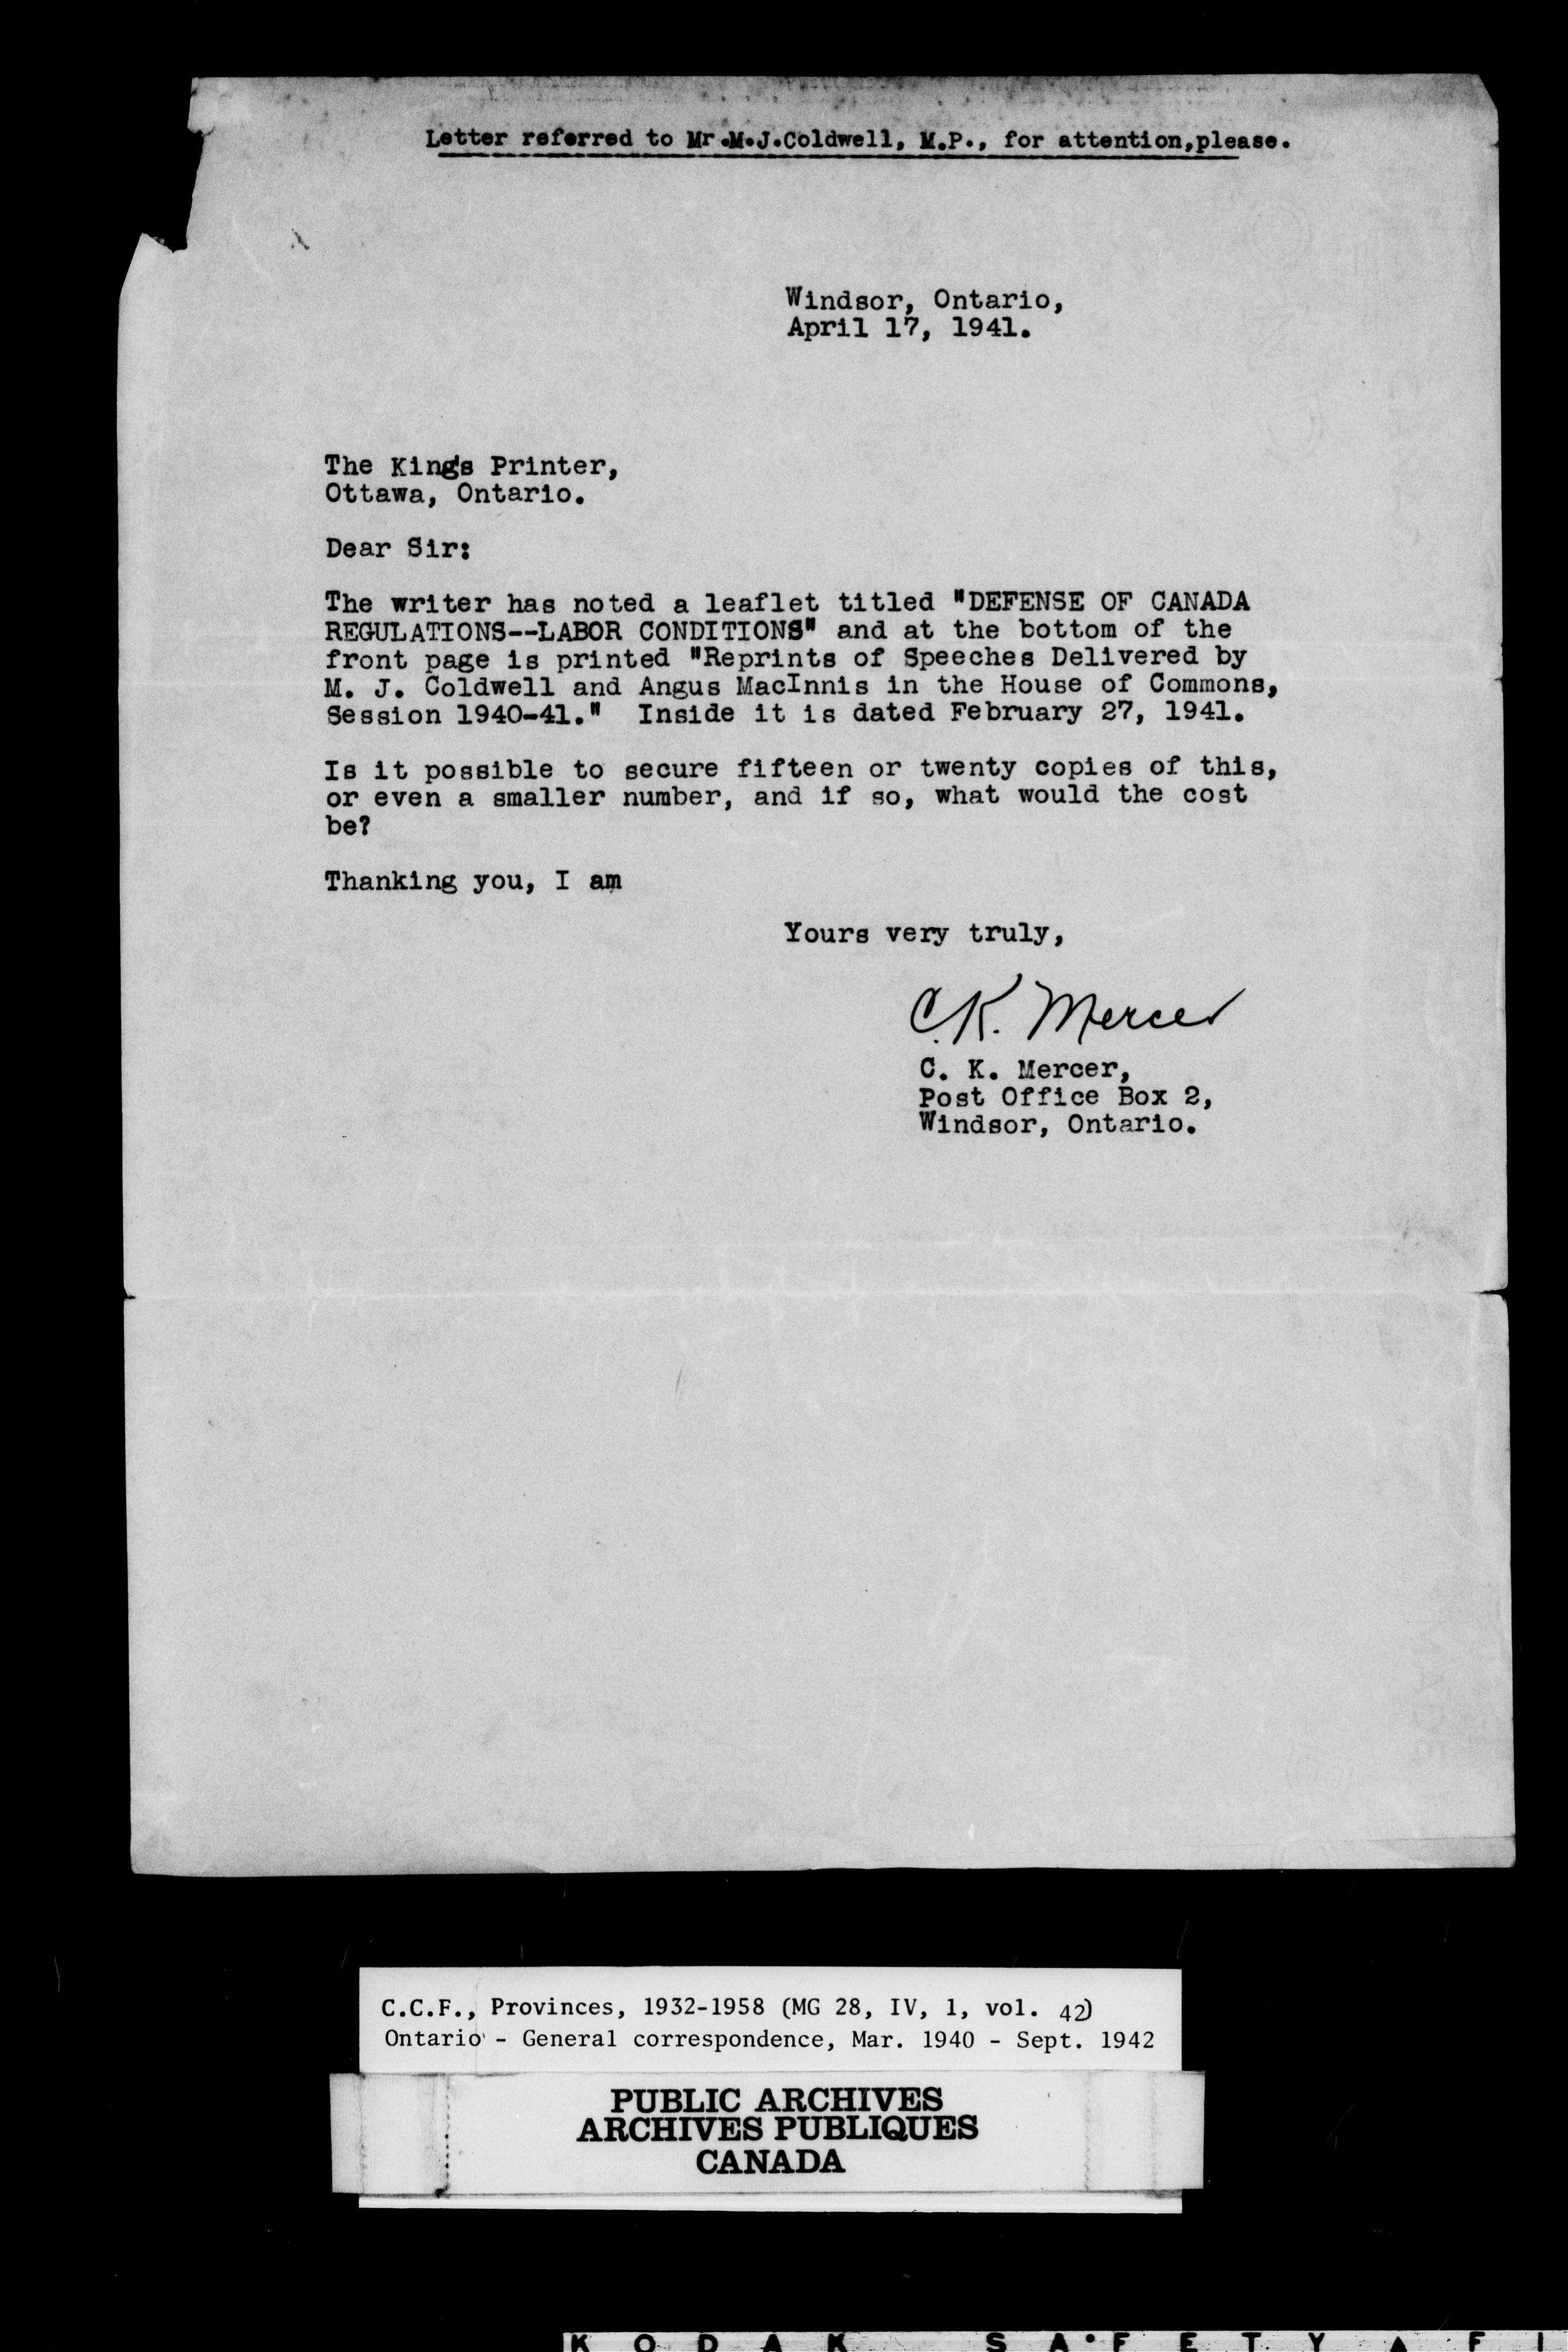 Letter referred to Mr.M.J.Coldwell, M.P., for attention,please.
Windsor, Ontario,
April 17, 1941.
The King's Printer,
Ottawa, Ontario.
Dear Sir:
The writer has noted a leaflet titled "DEFENSE OF CANADA
REGULATIONS--LABOR CONDITIONS" and at the bottom of the
front page is printed "Reprints of Speeches Delivered by
M. J. Coldwell and Angus MacInnis in the House of Commons,
Session 1940-41."  Inside it is dated February 27, 1941.
Is it possible to secure fifteen or twenty copies of this,
or even a smaller number, and if so, what would the cost
be?
Thanking you, I am
Yours very truly,
C.K. Mercer
C. K. Mercer,
Post Office Box 2,
Windsor, Ontario.
C.C.F., Provinces, 1932-1958 (MG 28, IV, 1, vol. 42)
Ontario - General correspondence, Mar. 1940 - Sept. 1942
PUBLIC ARCHIVES
ARCHIVES PUBLIQUES
CANADA
KODAK SAFETY FI